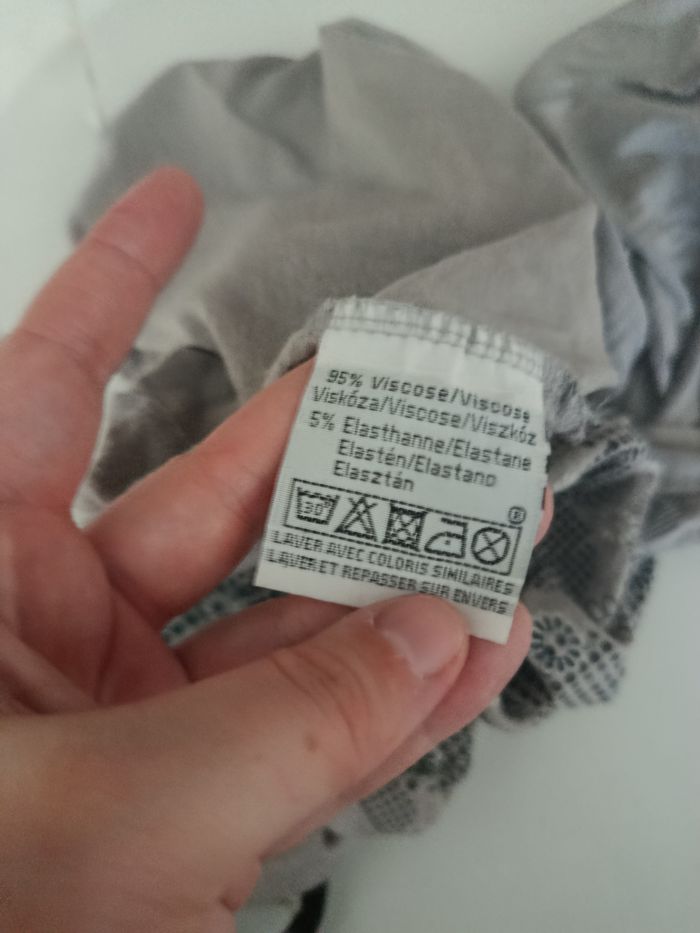 95% Viscose/Viscose
Viskóza/Viscose/Viszkóz
5% Elasthanne/Elastane
Elastén/Elastano
Elasztán
®
30°
LAVER AVEC COLORIS SIMILAIRES
LAVER ET REPASSER SUR ENVERS